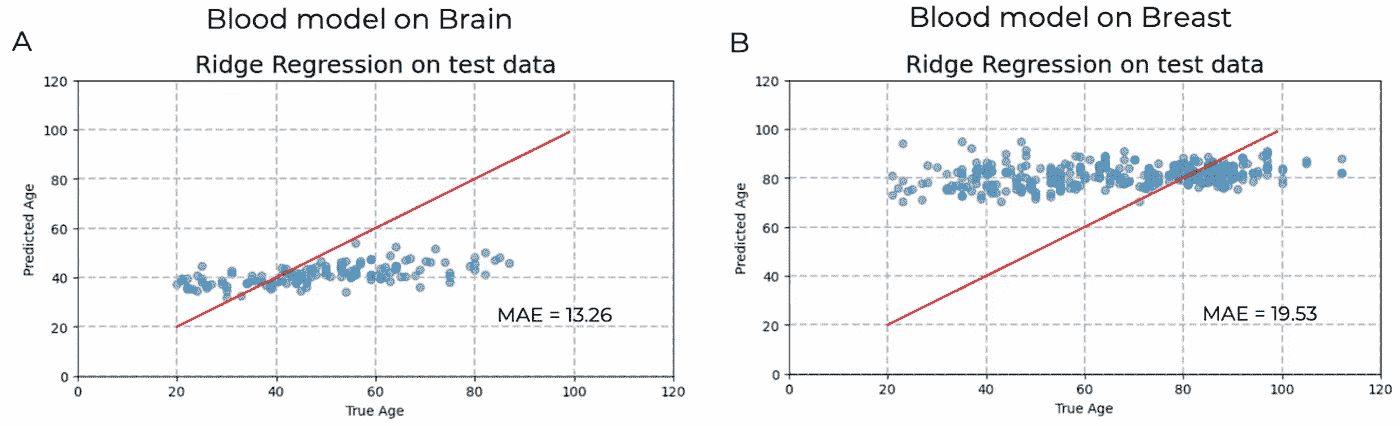 Blood model on Brain
A
Ridge Regression on test data
120
100
80
60
40
20
0
Predicted Age
MAE = 13.26
0 20 40 60 80 100 120
True Age
Blood model on Breast
B
Ridge Regression on test data
120
100
80
60
40
20
0
Predicted Age
MAE = 19.53
0 20 40 60 80 100 120
True Age